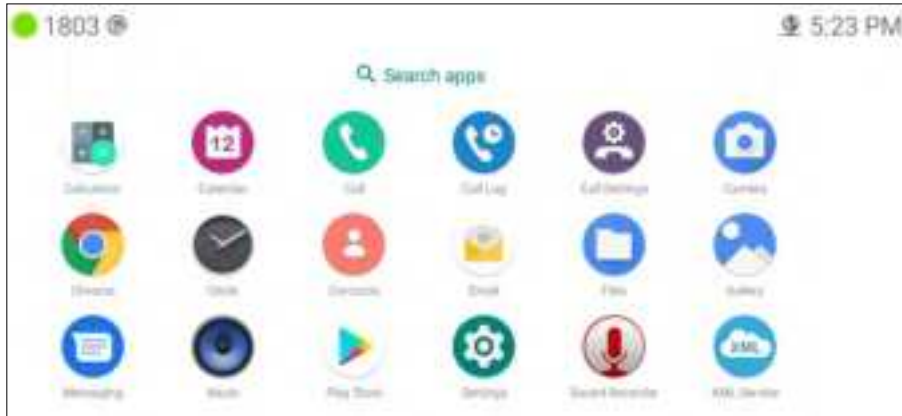 1803
5:23 PM
Search apps
12
Calculator Calendar Call Call Log Call Settings Camera
Chrome Clock Contacts Email Files Gallery
Messaging Music Play Store Settings Sound Recorder XML Service
XML